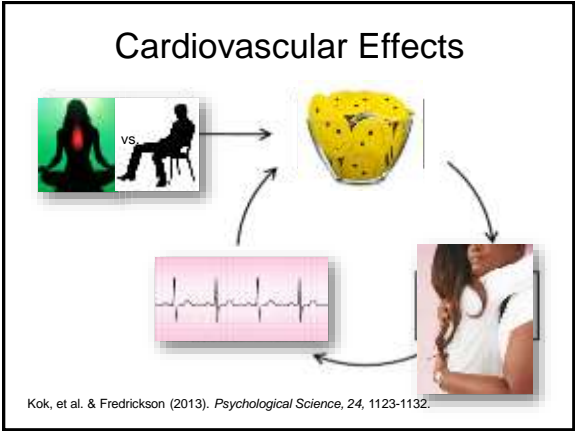 Cardiovascular Effects
vs.
Kok, et al. & Fredrickson (2013). Psychological Science, 24, 1123-1132.